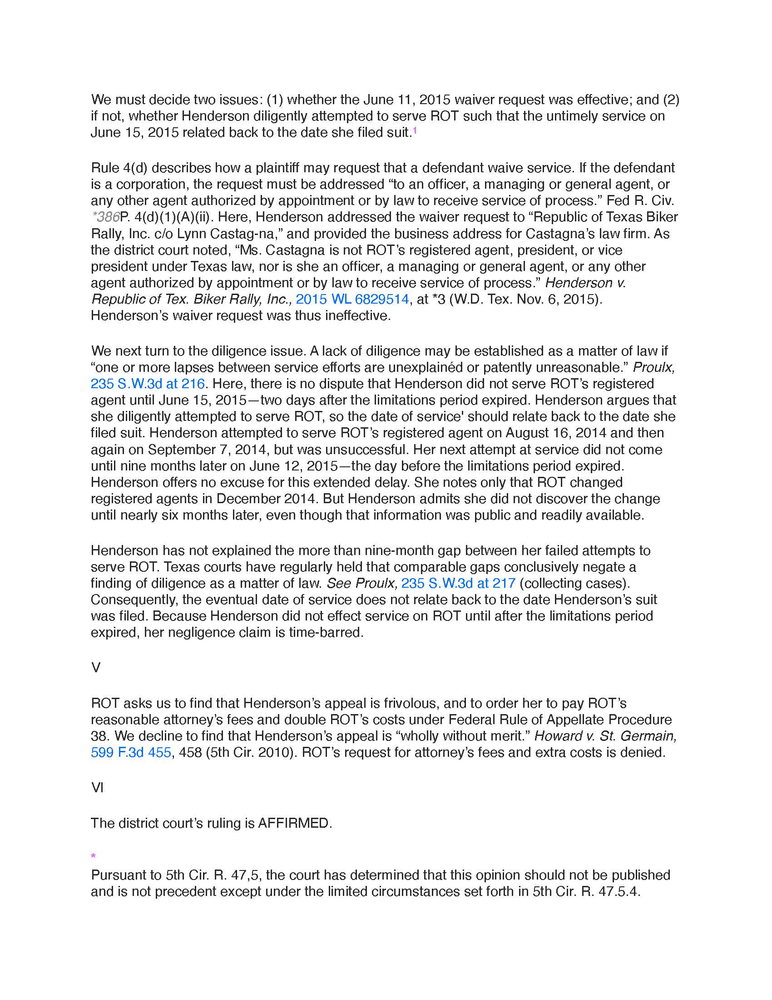 We must decide two issues: (1) whether the June 11, 2015 waiver request was effective; and (2)
if not, whether Henderson diligently attempted to serve ROT such that the untimely service on
June 15, 2015 related back to the date she filed suit.1
Rule 4(d) describes how a plaintiff may request that a defendant waive service. If the defendant
is a corporation, the request must be addressed “to an officer, a managing or general agent, or
any other agent authorized by appointment or by law to receive service of process.” Fed R. Civ.
*386P. 4(d)(1)(A)(ii). Here, Henderson addressed the waiver request to “Republic of Texas Biker
Rally, Inc. c/o Lynn Castag-na,” and provided the business address for Castagna’s law firm. As
the district court noted, “Ms. Castagna is not ROT’s registered agent, president, or vice
president under Texas law, nor is she an officer, a managing or general agent, or any other
agent authorized by appointment or by law to receive service of process.” Henderson v.
Republic of Tex. Biker Rally, Inc., 2015 WL 6829514, at *3 (W.D. Tex. Nov. 6, 2015).
Henderson’s waiver request was thus ineffective.
We next turn to the diligence issue. A lack of diligence may be established as a matter of law if
“one or more lapses between service efforts are unexplainéd or patently unreasonable.” Proulx,
235 S.W.3d at 216. Here, there is no dispute that Henderson did not serve ROT’s registered
agent until June 15, 2015—two days after the limitations period expired. Henderson argues that
she diligently attempted to serve ROT, so the date of service' should relate back to the date she
filed suit. Henderson attempted to serve ROT’s registered agent on August 16, 2014 and then
again on September 7, 2014, but was unsuccessful. Her next attempt at service did not come
until nine months later on June 12, 2015—the day before the limitations period expired.
Henderson offers no excuse for this extended delay. She notes only that ROT changed
registered agents in December 2014. But Henderson admits she did not discover the change
until nearly six months later, even though that information was public and readily available.
Henderson has not explained the more than nine-month gap between her failed attempts to
serve ROT. Texas courts have regularly held that comparable gaps conclusively negate a
finding of diligence as a matter of law. See Proulx, 235 S.W.3d at 217 (collecting cases).
Consequently, the eventual date of service does not relate back to the date Henderson’s suit
was filed. Because Henderson did not effect service on ROT until after the limitations period
expired, her negligence claim is time-barred.
V
ROT asks us to find that Henderson’s appeal is frivolous, and to order her to pay ROT’s
reasonable attorney’s fees and double ROT’s costs under Federal Rule of Appellate Procedure
38. We decline to find that Henderson’s appeal is “wholly without merit.” Howard v. St. Germain,
599 F.3d 455, 458 (5th Cir. 2010). ROT’s request for attorney’s fees and extra costs is denied.
VI
The district court’s ruling is AFFIRMED.
*
Pursuant to 5th Cir. R. 47,5, the court has determined that this opinion should not be published
and is not precedent except under the limited circumstances set forth in 5th Cir. R. 47.5.4.